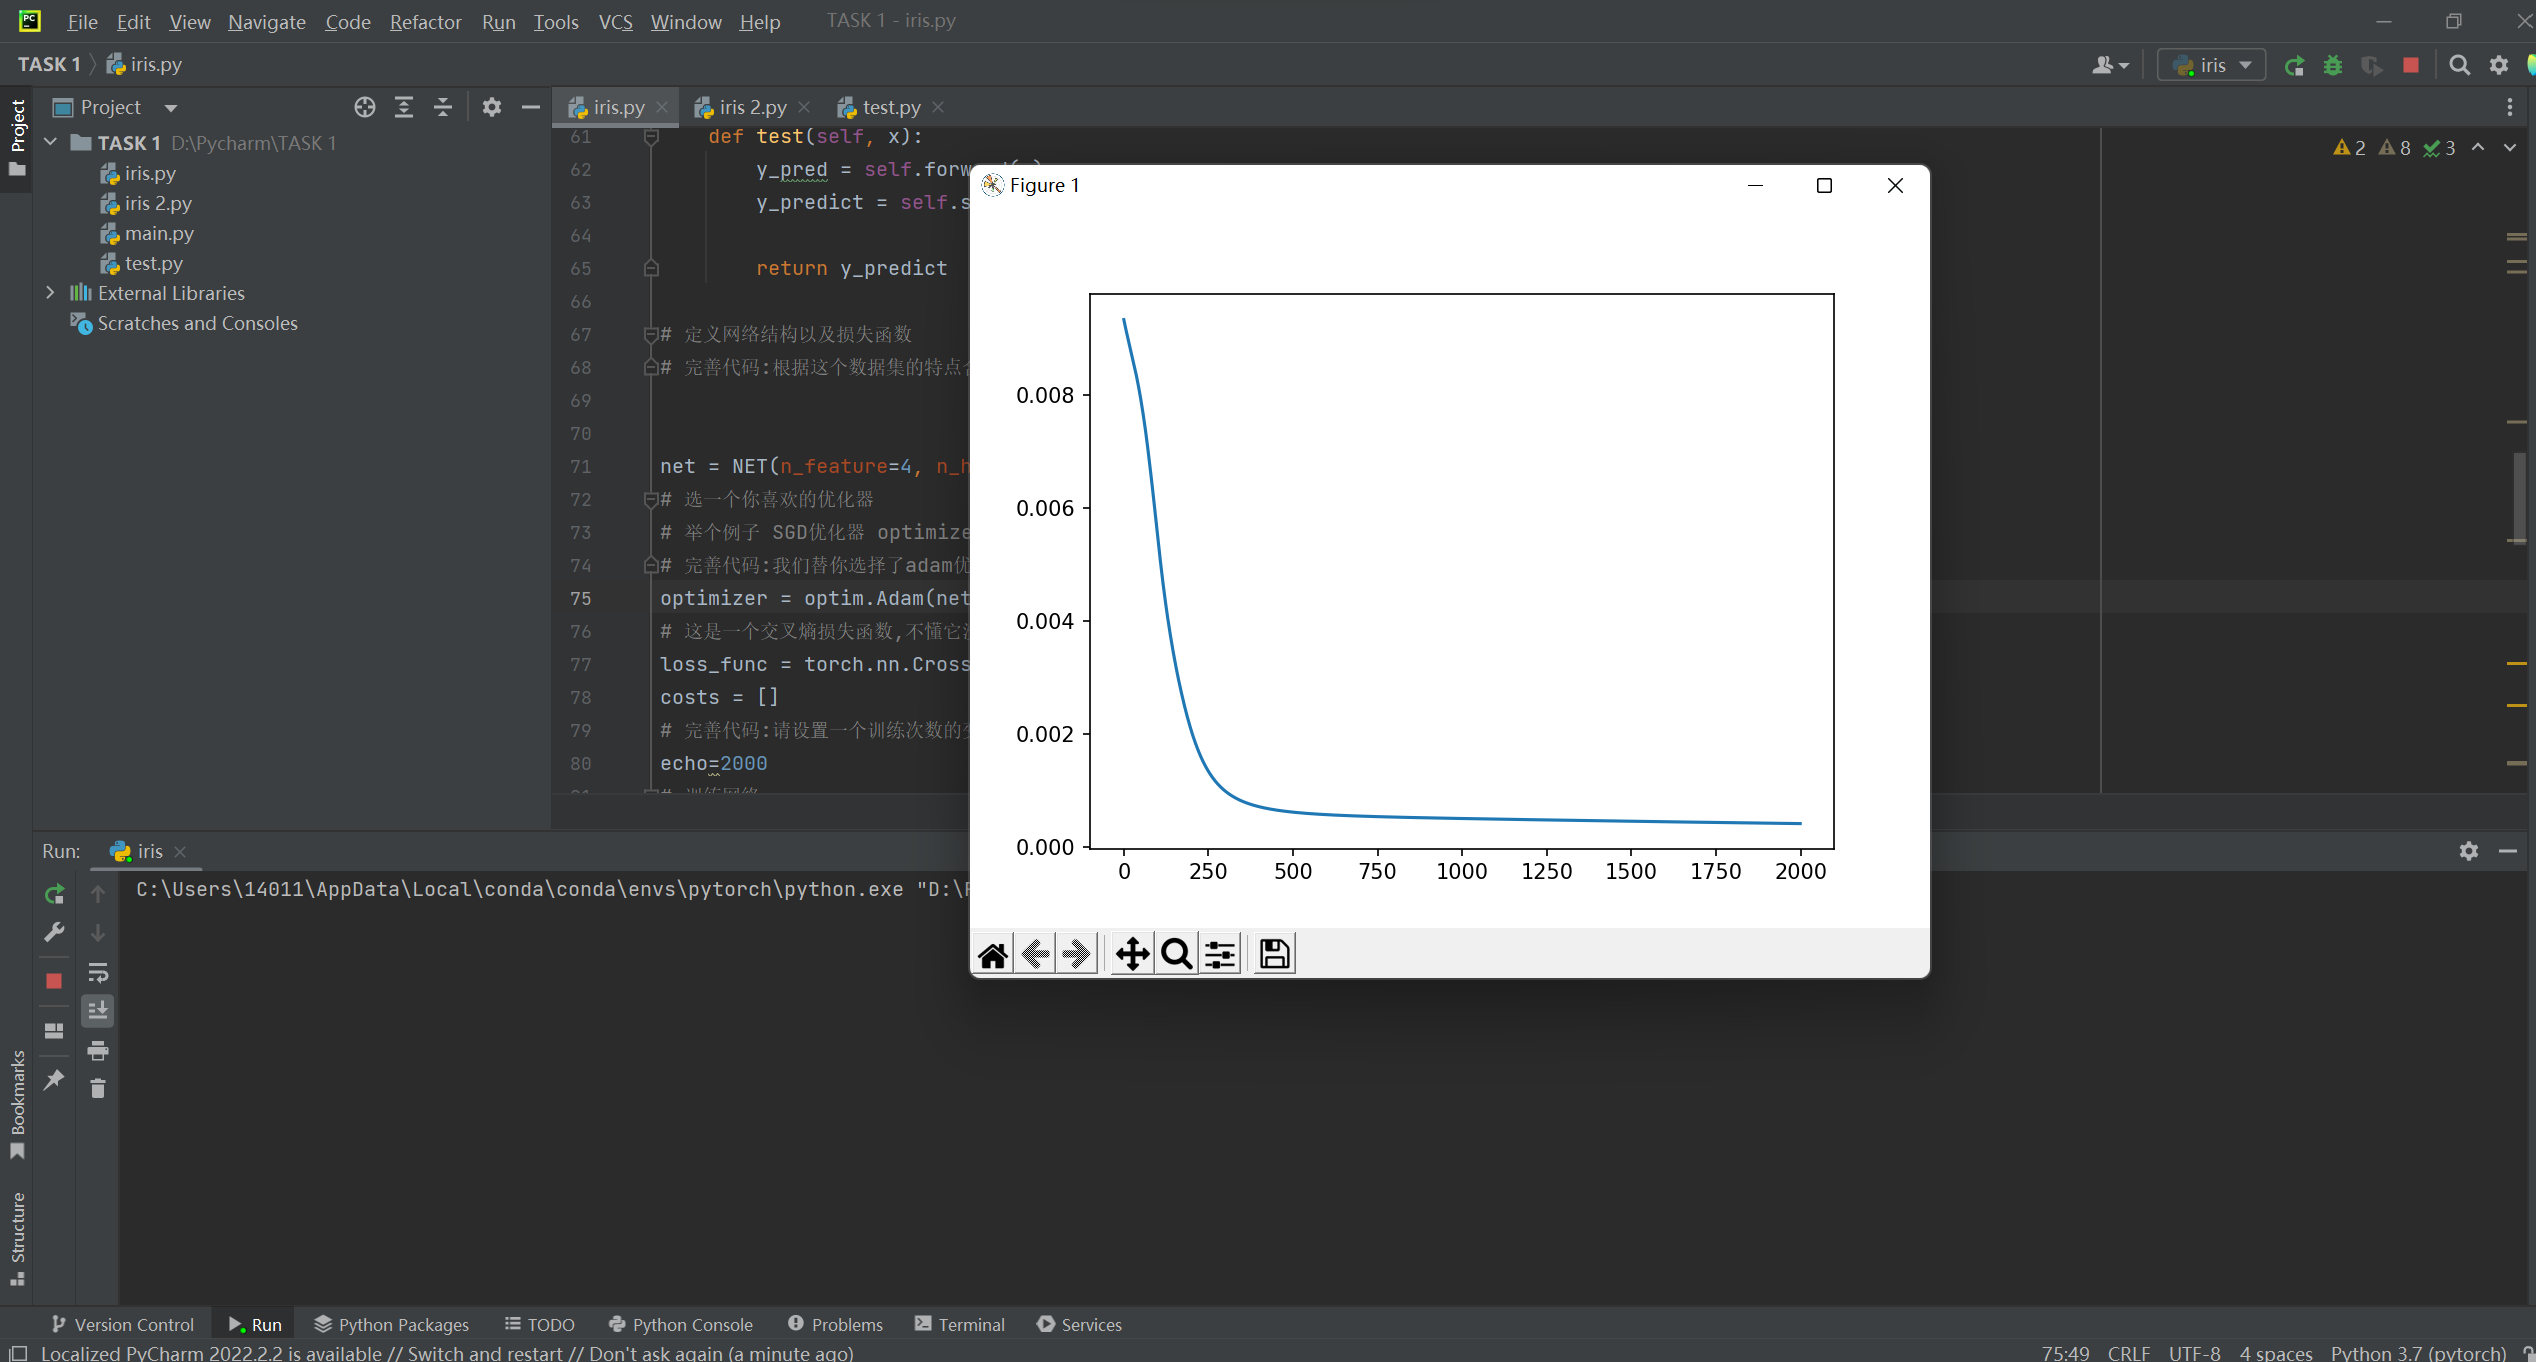 File Edit View Navigate Code Refactor Run Tools VCS Window Help TASK 1 - iris.py
TASK 1 iris.py iris
Project iris.py iris 2.py test.py
Project
TASK 1 D:\Pycharm\TASK 1
iris.py
iris 2.py
main.py
test.py
External Libraries
Scratches and Consoles
2 8 3
61 def test(self, x):
62 y_pred = self.forw
63 y_predict = self.s
64
65 return y_predict
66
67 # 定义网络结构以及损失函数
68 # 完善代码:根据这个数据集的特点
69
70
71 net = NET(n_feature=4, n_h
72 # 选一个你喜欢的优化器
73 # 举个例子 SGD优化器 optimize
74 # 完善代码:我们替你选择了adam优
75 optimizer = optim.Adam(net
76 # 这是一个交叉熵损失函数,不懂它
77 loss_func = torch.nn.Cross
78 costs = []
79 # 完善代码:请设置一个训练次数的
80 echo=2000
Figure 1
0.008
0.006
0.004
0.002
0.000
0 250 500 750 1000 1250 1500 1750 2000
Run: iris
C:\Users\14011\AppData\Local\conda\conda\envs\pytorch\python.exe "D:\
Bookmarks
Structure
Version Control Run Python Packages TODO Python Console Problems Terminal Services
Localized PyCharm 2022.2.2 is available // Switch and restart // Don't ask again (a minute ago) 75:49 CRLF UTF-8 4 spaces Python 3.7 (pytorch)